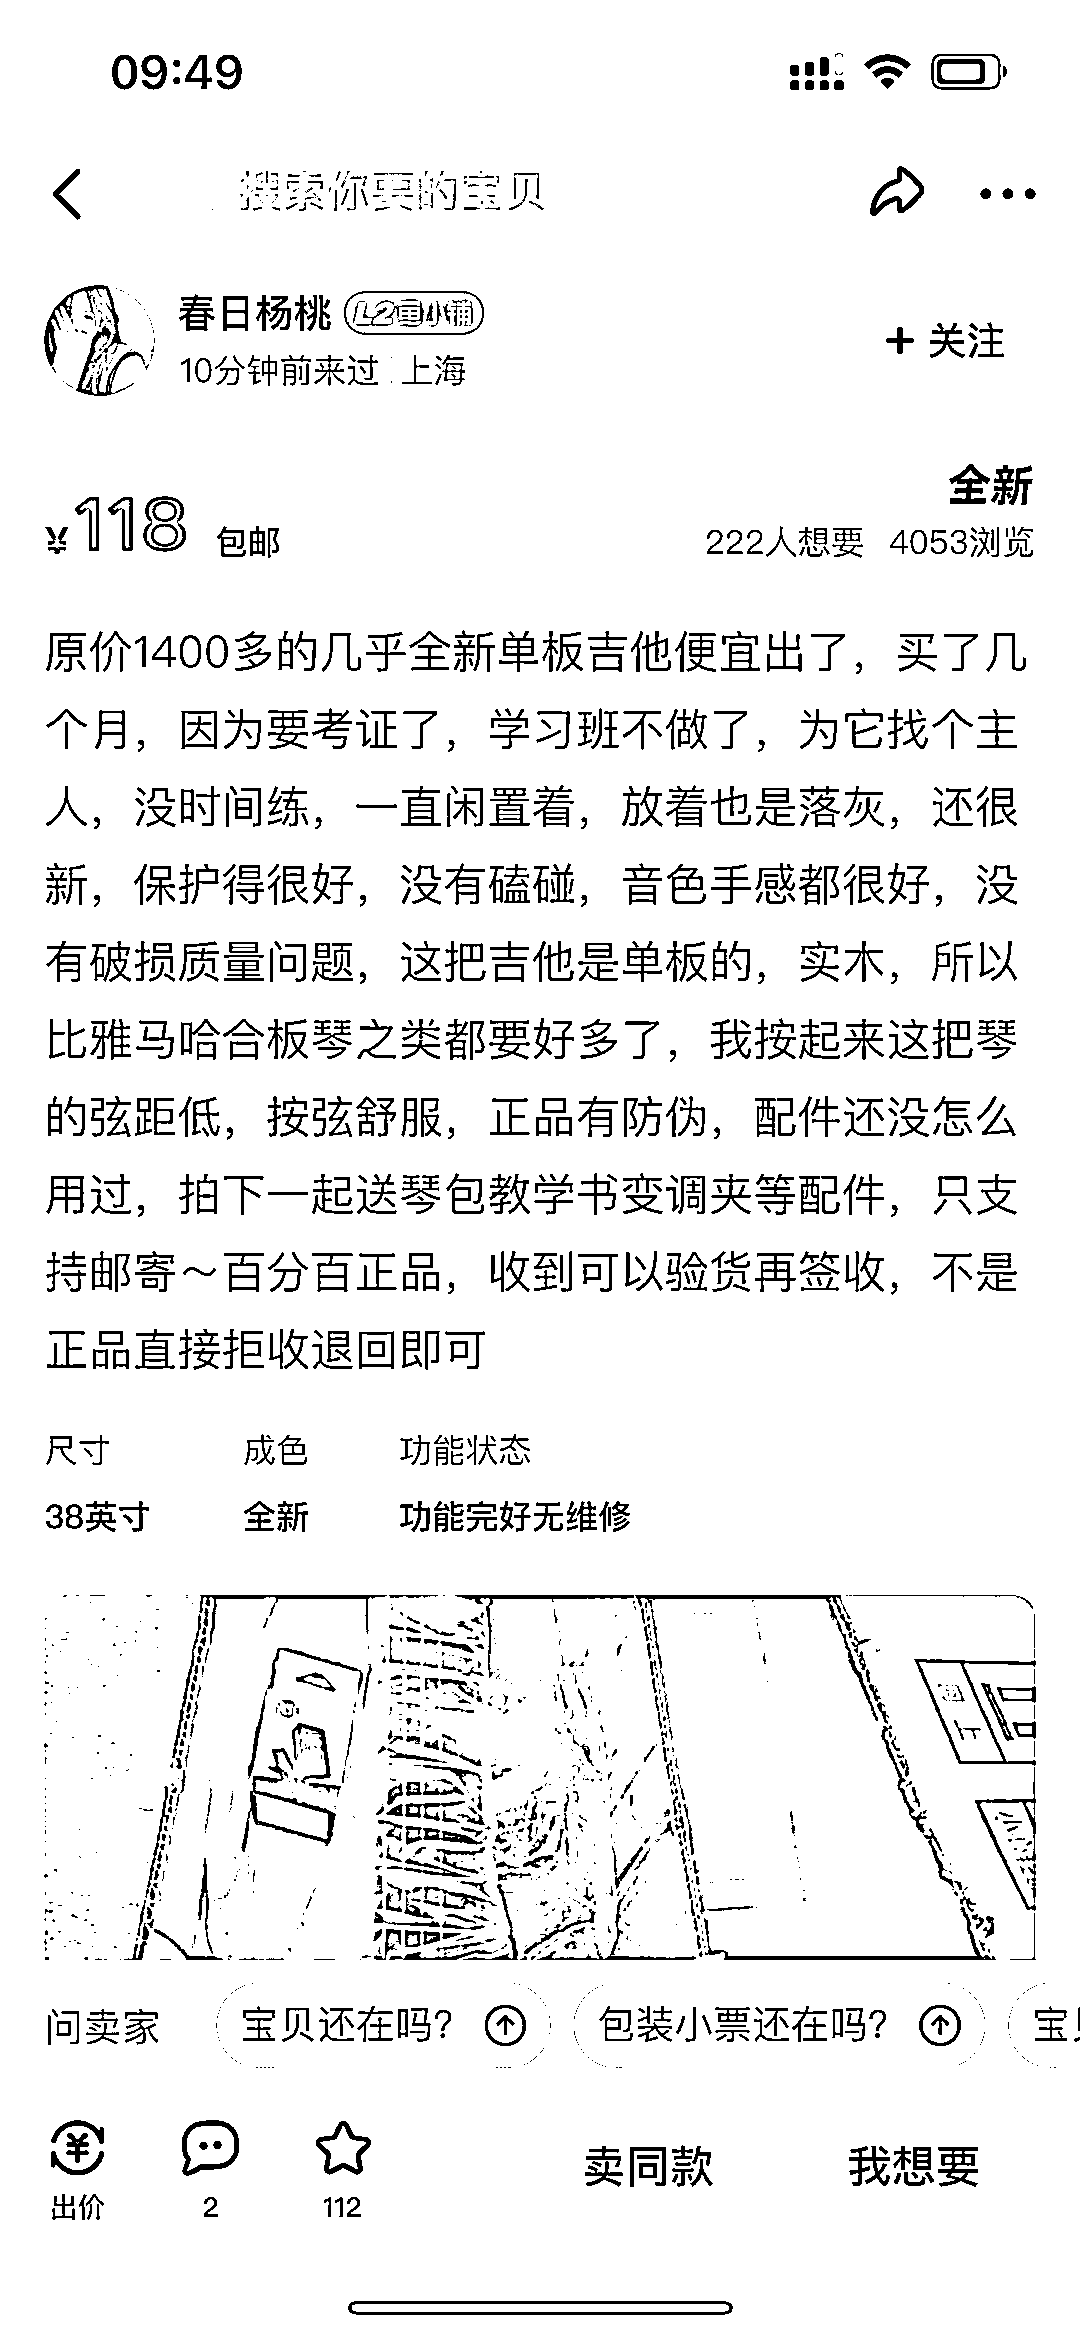 09:49
搜索你要的宝贝
春日杨桃
10分钟前来过 上海
+ 关注
全新
¥118 包邮
222人想要 4053浏览
原价1400多的几乎全新单板吉他便宜出了，买了几
个月，因为要考证了，学习班不做了，为它找个主
人，没时间练，一直闲置着，放着也是落灰，还很
新，保护得很好，没有磕碰，音色手感都很好，没
有破损质量问题，这把吉他是单板的，实木，所以
比雅马哈合板琴之类都要好多了，我按起来这把琴
的弦距低，按弦舒服，正品有防伪，配件还没怎么
用过，拍下一起送琴包教学书变调夹等配件，只支
持邮寄～百分百正品，收到可以验货再签收，不是
正品直接拒收退回即可
尺寸 成色 功能状态
38英寸 全新 功能完好无维修
问卖家 宝贝还在吗？ 包装小票还在吗？
出价 2 112 卖同款 我想要